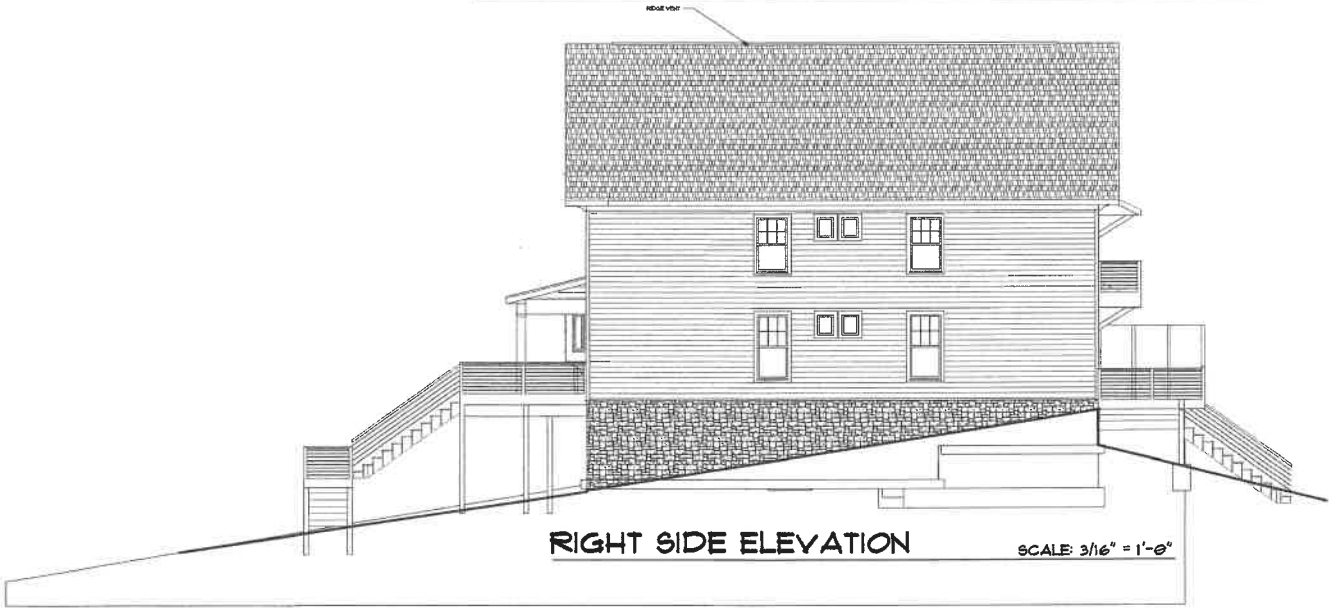 RIDGE VENT
RIGHT SIDE ELEVATION
SCALE: 3/16" = 1'-0"